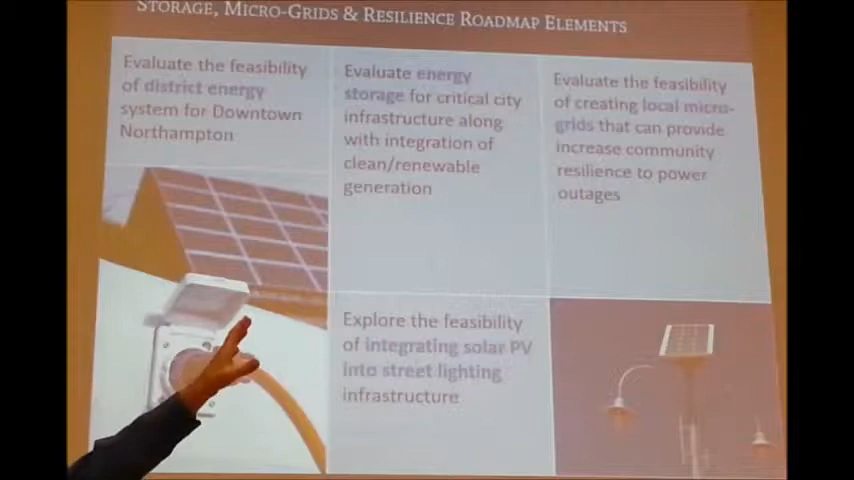 STORAGE, MICRO-GRIDS & RESILIENCE ROADMAP ELEMENTS
Evaluate the feasibility
of district energy
system for Downtown
Northampton
Evaluate energy
storage for critical city
infrastructure along
with integration of
clean/renewable
generation
Evaluate the feasibility
of creating local micro-
grids that can provide
increase community
resilience to power
outages
Explore the feasibility
of integrating solar PV
into street lighting
infrastructure